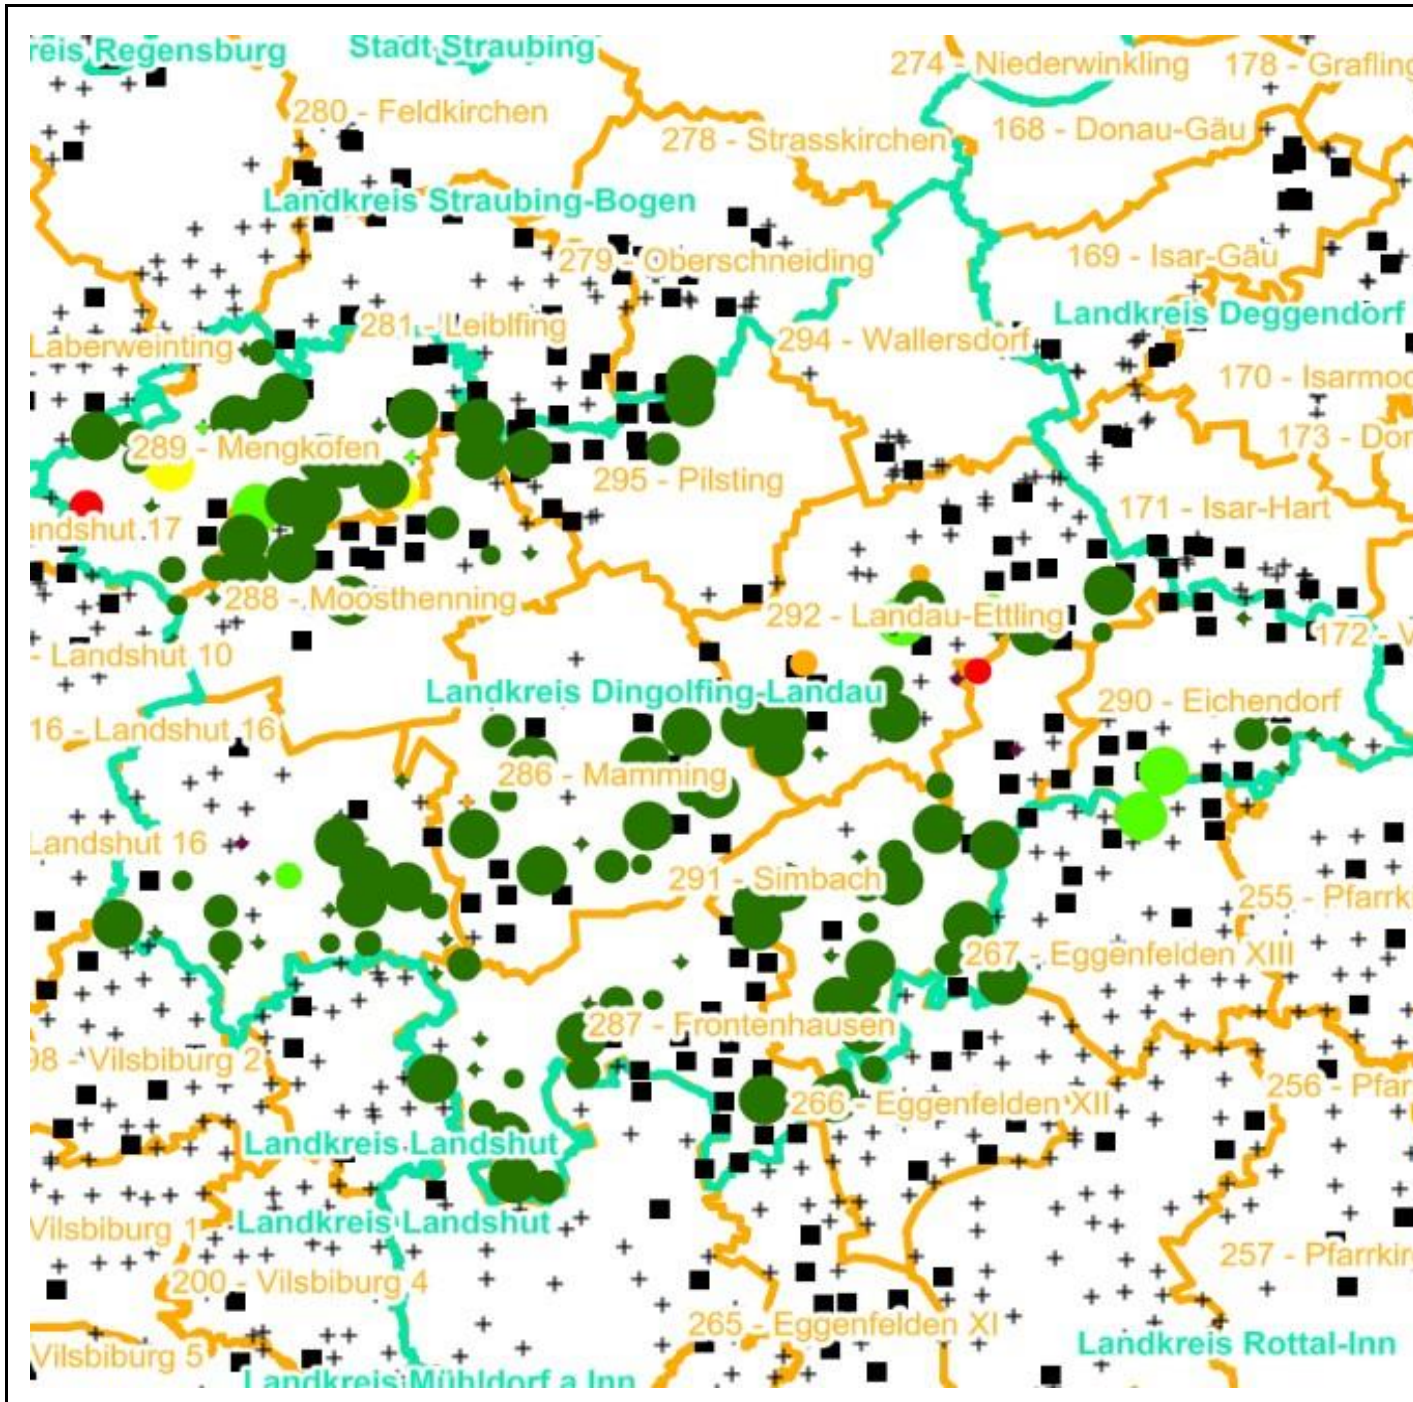 reis Regensburg
Stadt Straubing
274 - Niederwinkling
178 - Grafling
280 - Feldkirchen
278 - Strasskirchen
168 - Donau-Gäu
Landkreis Straubing-Bogen
279 - Oberschneiding
169 - Isar-Gäu
Landkreis Deggendorf
281 - Leiblfing
Laberweinting
294 - Wallersdorf
170 - Isarmoo
289 - Mengkofen
173 - Don
295 - Pilsting
171 - Isar-Hart
andshut 17
288 - Moosthenning
292 - Landau-Ettling
172 - V
- Landshut 10
Landkreis Dingolfing-Landau
290 - Eichendorf
16 - Landshut 16
286 - Mamming
Landshut 16
291 - Simbach
255 - Pfarrk
267 - Eggenfelden XIII
287 - Frontenhausen
98 - Vilsbiburg 2
256 - Pfar
266 - Eggenfelden XII
Landkreis Landshut
Vilsbiburg 1
Landkreis Landshut
257 - Pfarrkir
200 - Vilsbiburg 4
265 - Eggenfelden XI
Landkreis Rottal-Inn
Vilsbiburg 5
Landkreis Mühldorf a.Inn